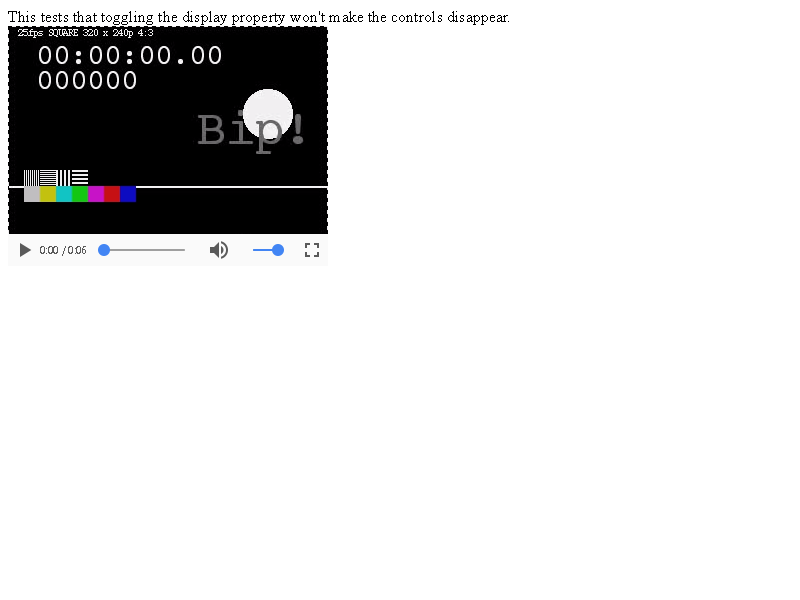 This tests that toggling the display property won't make the controls disappear.
25fps SQUARE 320 x 240p 4:3
00:00:00.00
000000
Bip!
0:00 / 0:06